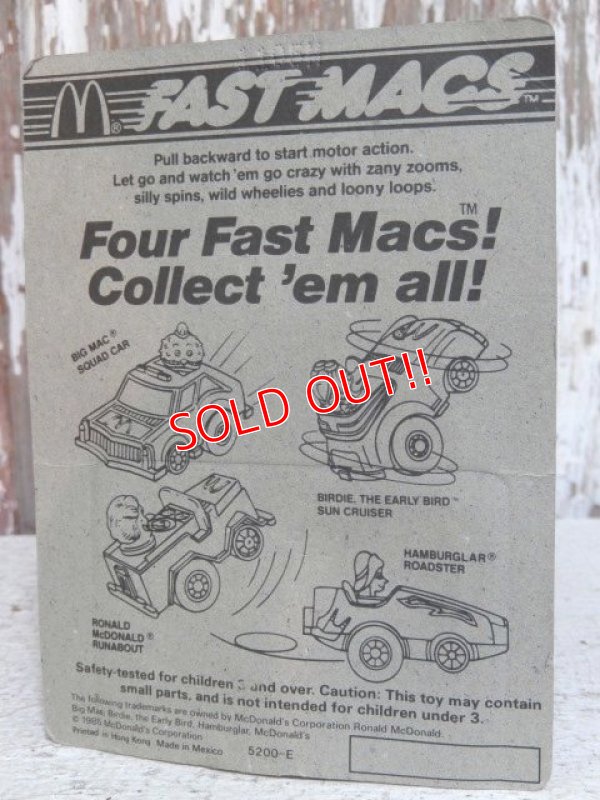 M® FAST MACS™
Pull backward to start motor action.
Let go and watch 'em go crazy with zany zooms,
silly spins, wild wheelies and loony loops.
Four Fast Macs!™
Collect 'em all!
BIG MAC®
SQUAD CAR
SOLD OUT!!
BIRDIE, THE EARLY BIRD™
SUN CRUISER
HAMBURGLAR®
ROADSTER
RONALD
McDONALD®
RUNABOUT
Safety-tested for children 3 and over. Caution: This toy may contain
small parts, and is not intended for children under 3.
The following trademarks are owned by McDonald's Corporation Ronald McDonald,
Big Mac, Birdie, the Early Bird, Hamburglar, McDonald's
© 1985 McDonald's Corporation
Printed in Hong Kong Made in Mexico 5200-E